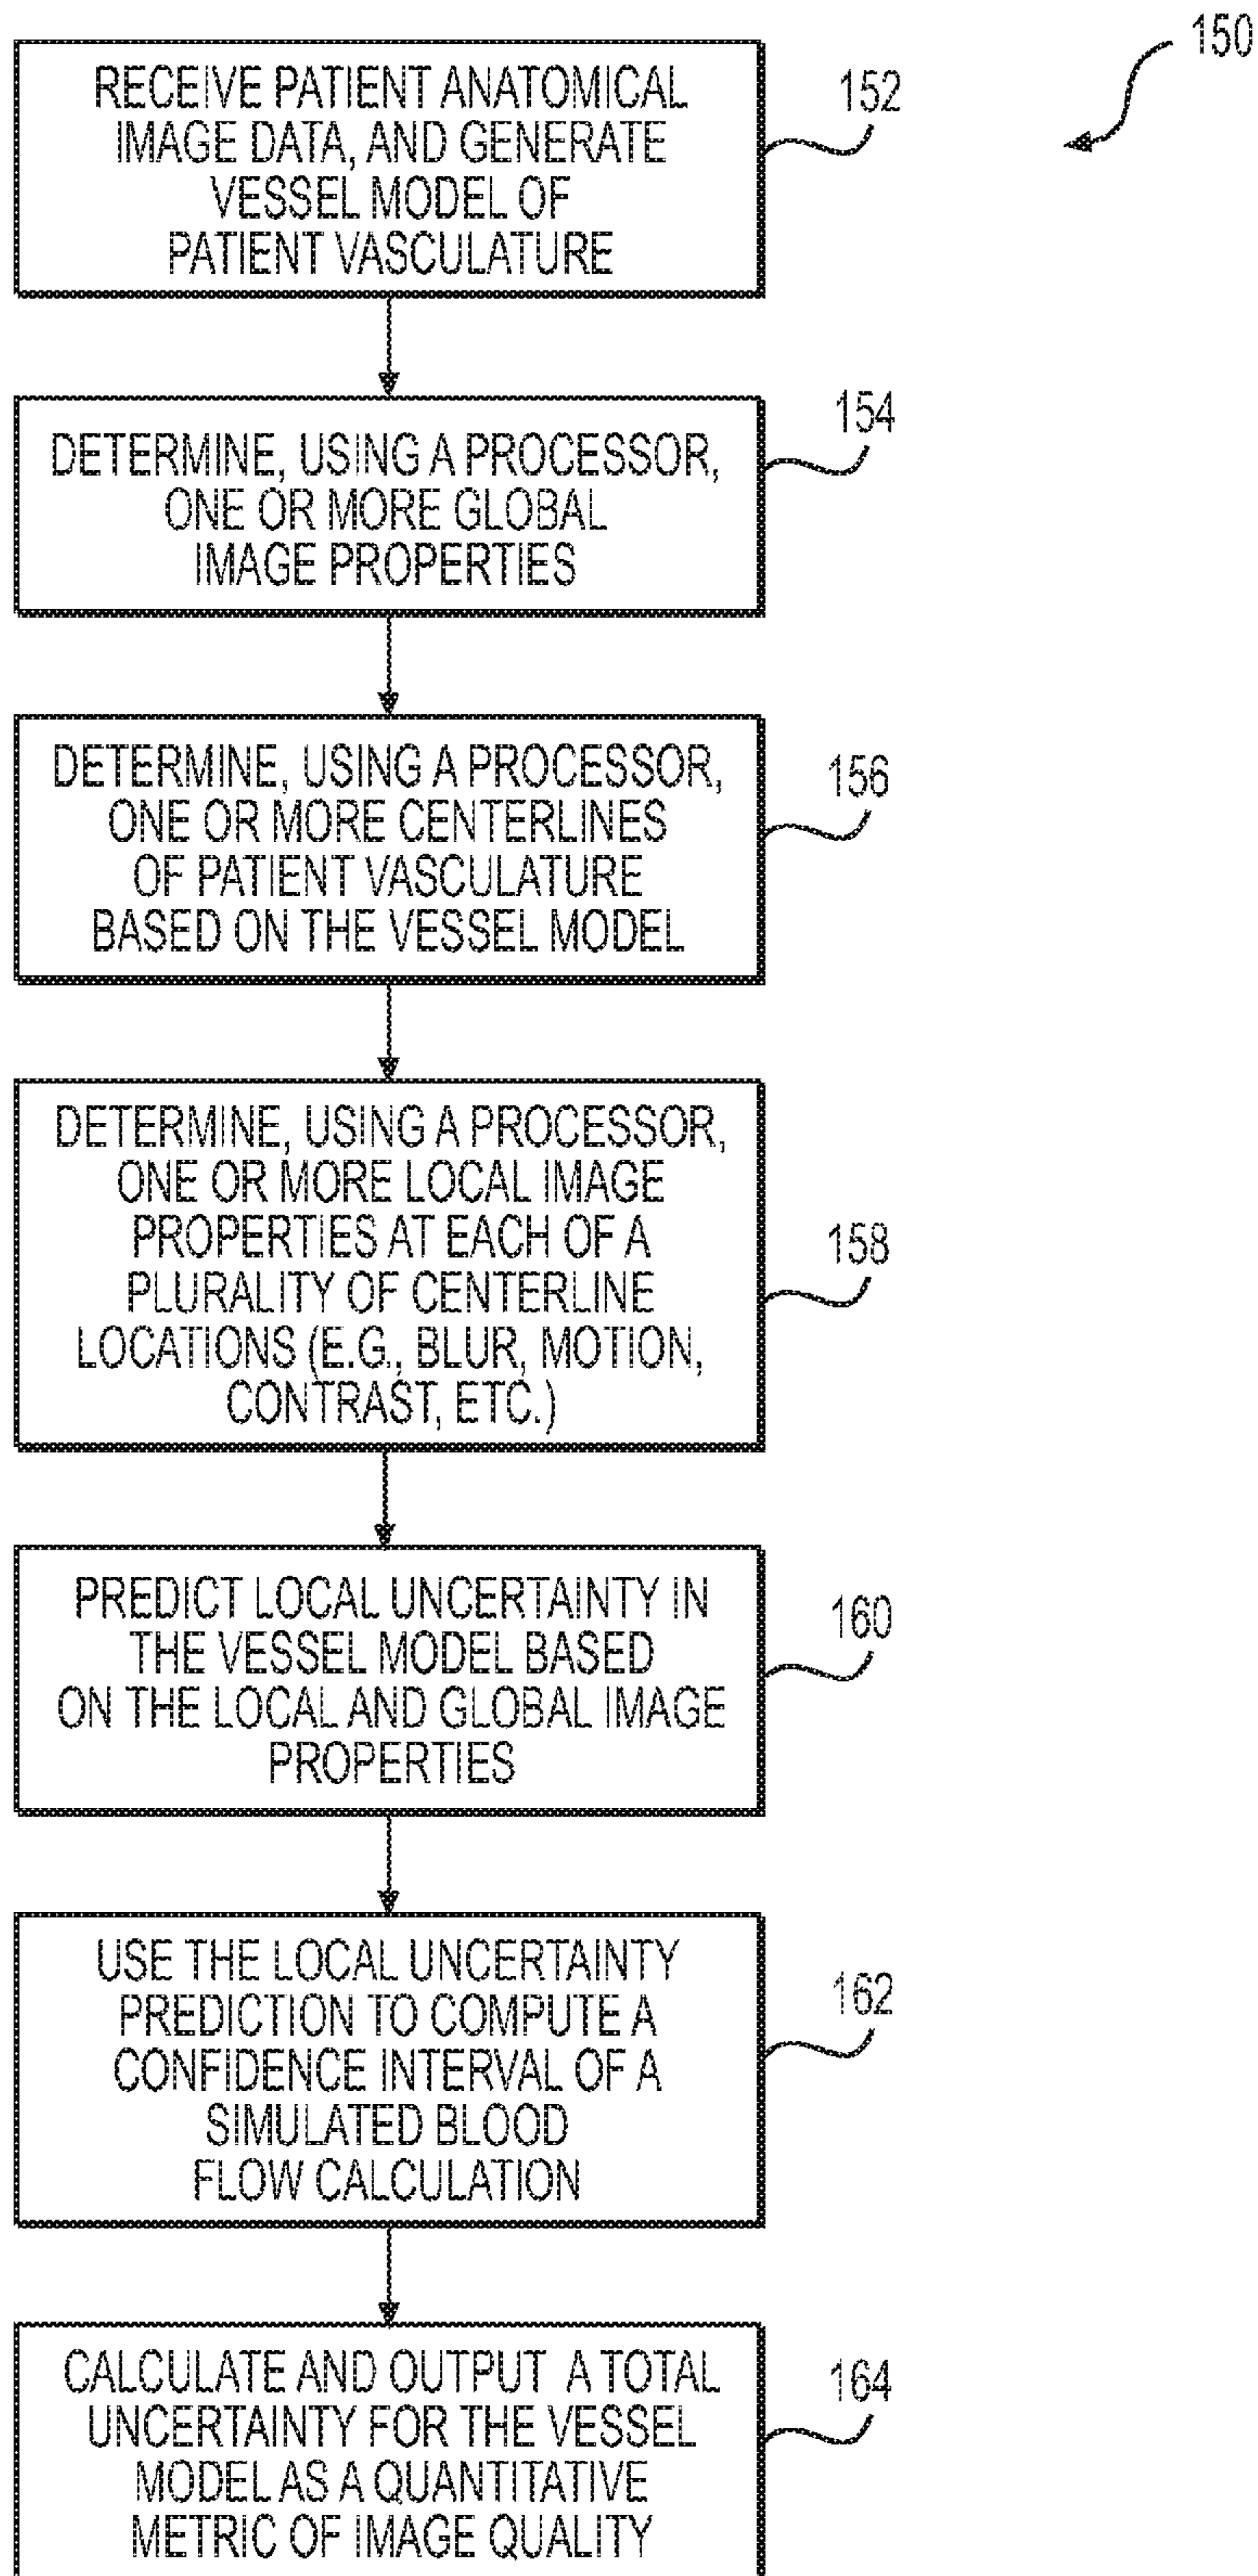 150
RECEIVE PATIENT ANATOMICAL
IMAGE DATA, AND GENERATE
VESSEL MODEL OF
PATIENT VASCULATURE
152
DETERMINE, USING A PROCESSOR,
ONE OR MORE GLOBAL
IMAGE PROPERTIES
154
DETERMINE, USING A PROCESSOR,
ONE OR MORE CENTERLINES
OF PATIENT VASCULATURE
BASED ON THE VESSEL MODEL
156
DETERMINE, USING A PROCESSOR,
ONE OR MORE LOCAL IMAGE
PROPERTIES AT EACH OF A
PLURALITY OF CENTERLINE
LOCATIONS (E.G., BLUR, MOTION,
CONTRAST, ETC.)
158
PREDICT LOCAL UNCERTAINTY IN
THE VESSEL MODEL BASED
ON THE LOCAL AND GLOBAL IMAGE
PROPERTIES
160
USE THE LOCAL UNCERTAINTY
PREDICTION TO COMPUTE A
CONFIDENCE INTERVAL OF A
SIMULATED BLOOD
FLOW CALCULATION
162
CALCULATE AND OUTPUT A TOTAL
UNCERTAINTY FOR THE VESSEL
MODEL AS A QUANTITATIVE
METRIC OF IMAGE QUALITY
164